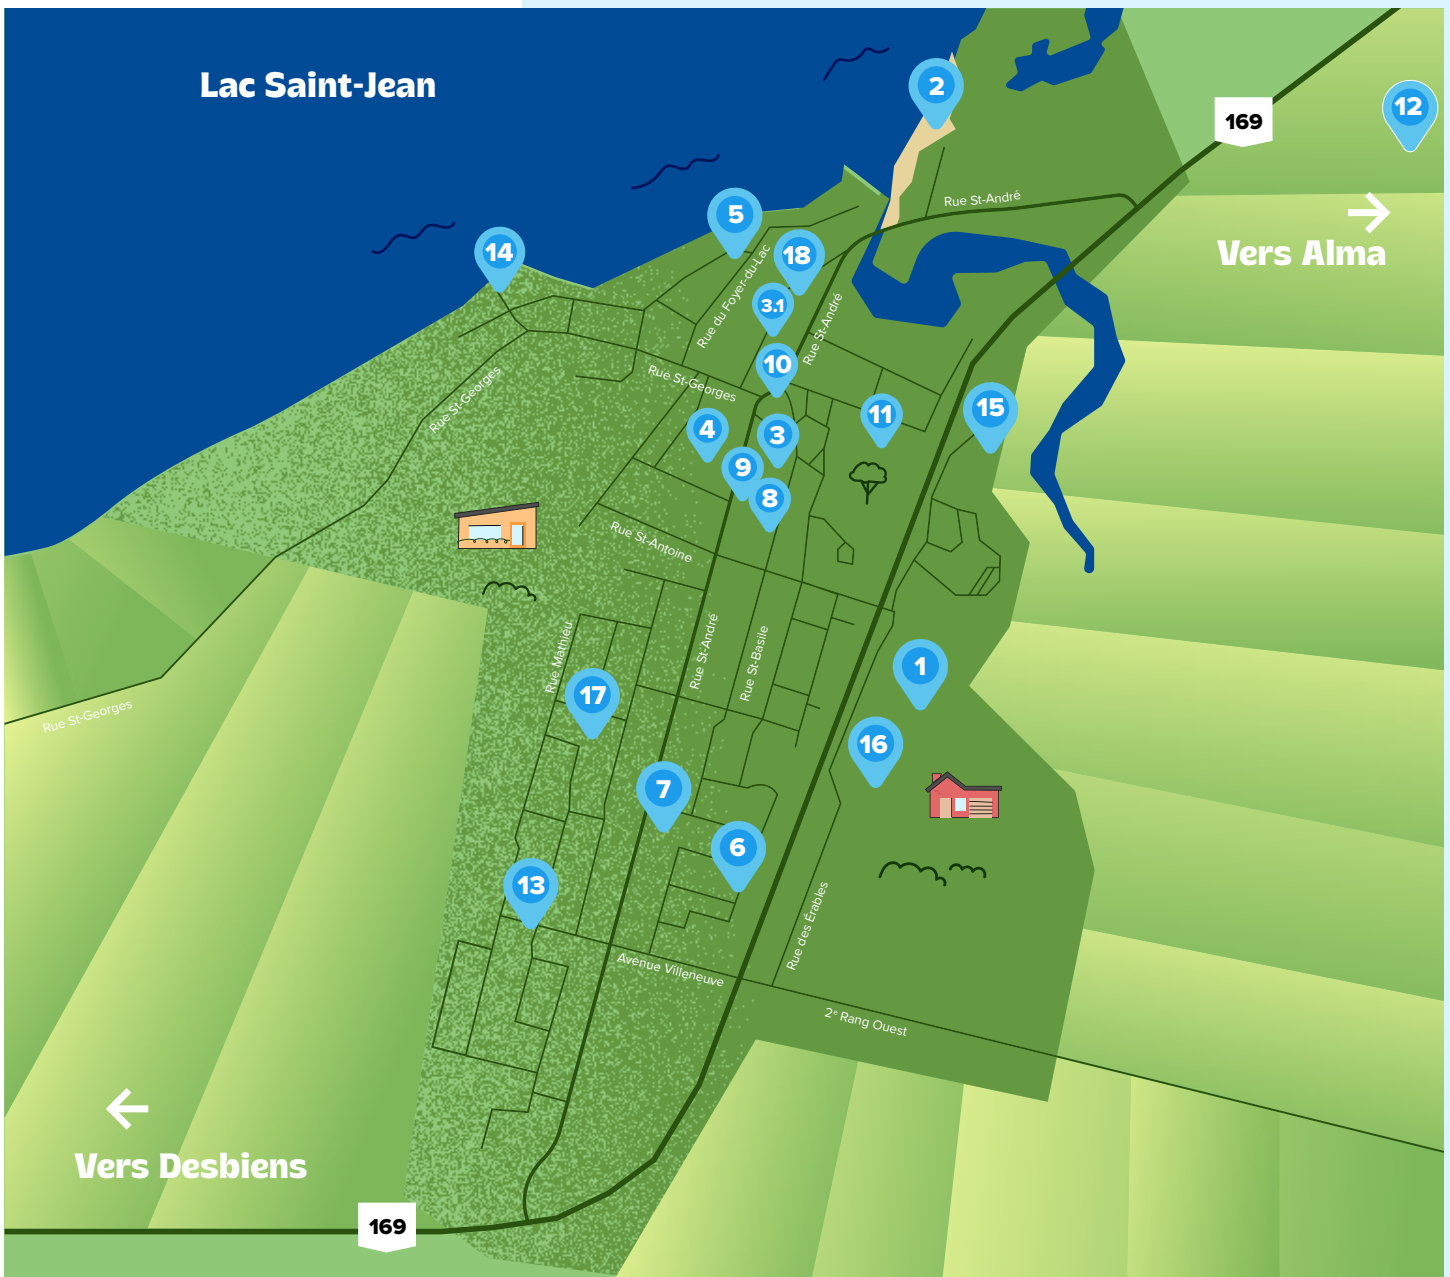 Lac Saint-Jean
2
12
169
Rue St-André
5
14
18
Vers Alma
Rue du Foyer-du-Lac
3.1
Rue St-André
10
Rue St-Georges
Rue St-Georges
11
15
4
3
9
8
Rue St-Antoine
Rue Mathieu
Rue St-André
Rue St-Basile
1
17
Rue St-Georges
16
7
6
13
Rue des Érables
Avenue Villeneuve
2e Rang Ouest
Vers Desbiens
169